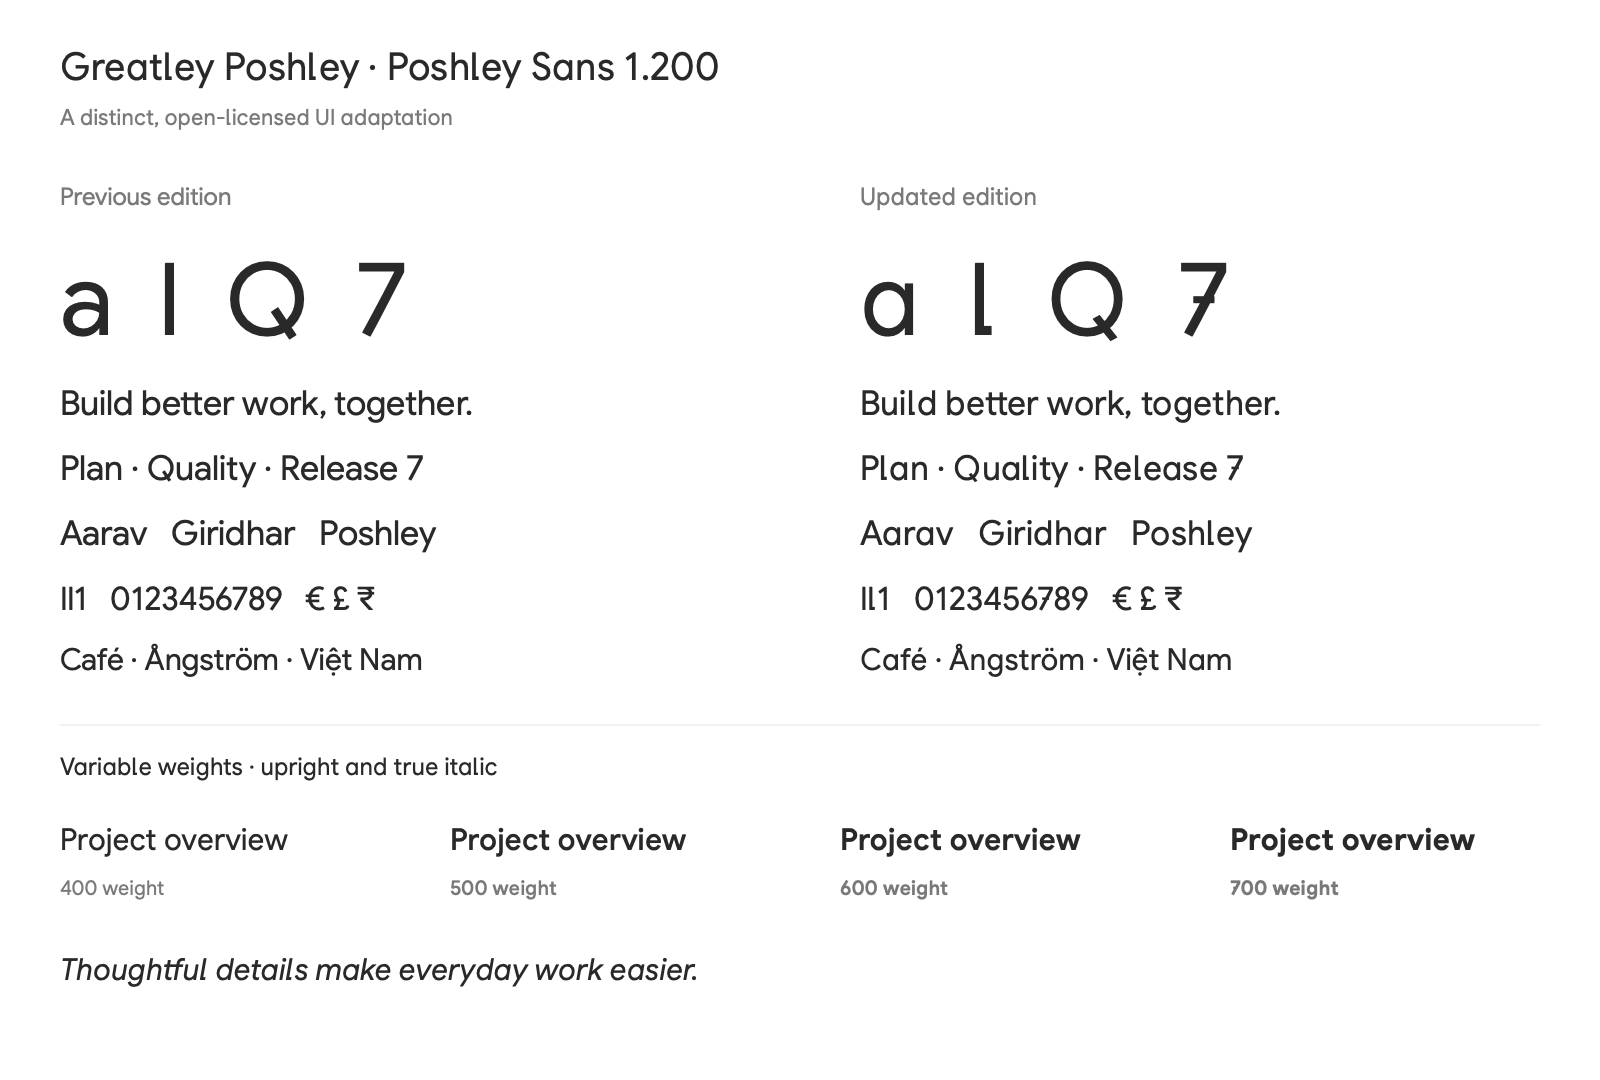 Greatley Poshley · Poshley Sans 1.200
A distinct, open-licensed UI adaptation
Previous edition
a l Q 7
Build better work, together.
Plan · Quality · Release 7
Aarav Giridhar Poshley
Il1 0123456789 € £ ₹
Café · Ångström · Việt Nam
Updated edition
a l Q 7
Build better work, together.
Plan · Quality · Release 7
Aarav Giridhar Poshley
Il1 0123456789 € £ ₹
Café · Ångström · Việt Nam
Variable weights · upright and true italic
Project overview
400 weight
Project overview
500 weight
Project overview
600 weight
Project overview
700 weight
Thoughtful details make everyday work easier.